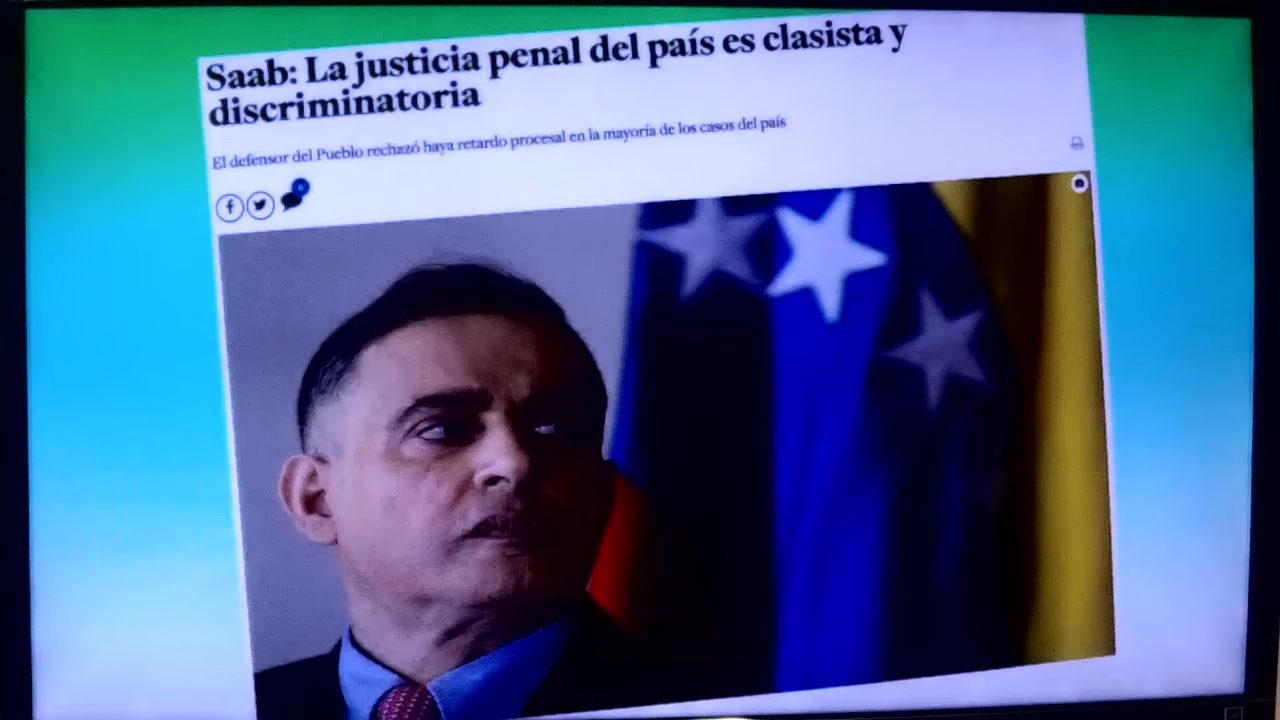 Saab: La justicia penal del país es clasista y
discriminatoria
El defensor del Pueblo rechazó haya retardo procesal en la mayoría de los casos del país